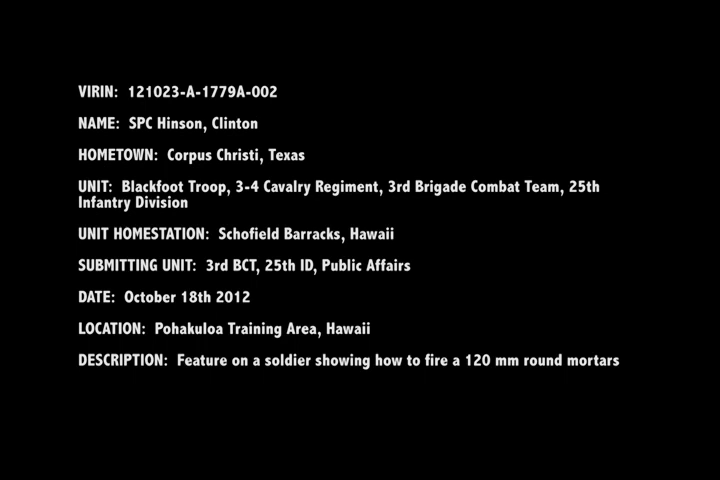 VIRIN: 121023-A-1779A-002
NAME: SPC Hinson, Clinton
HOMETOWN: Corpus Christi, Texas
UNIT: Blackfoot Troop, 3-4 Cavalry Regiment, 3rd Brigade Combat Team, 25th
Infantry Division
UNIT HOMESTATION: Schofield Barracks, Hawaii
SUBMITTING UNIT: 3rd BCT, 25th ID, Public Affairs
DATE: October 18th 2012
LOCATION: Pohakuloa Training Area, Hawaii
DESCRIPTION: Feature on a soldier showing how to fire a 120 mm round mortars